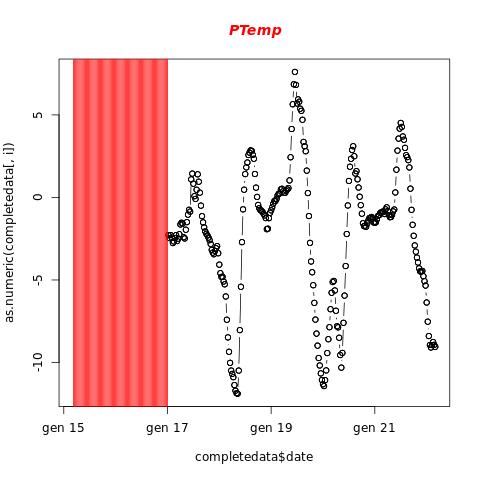 PTemp
as.numeric(completedata[, i])
5
0
-5
-10
gen 15 gen 17 gen 19 gen 21
completedata$date